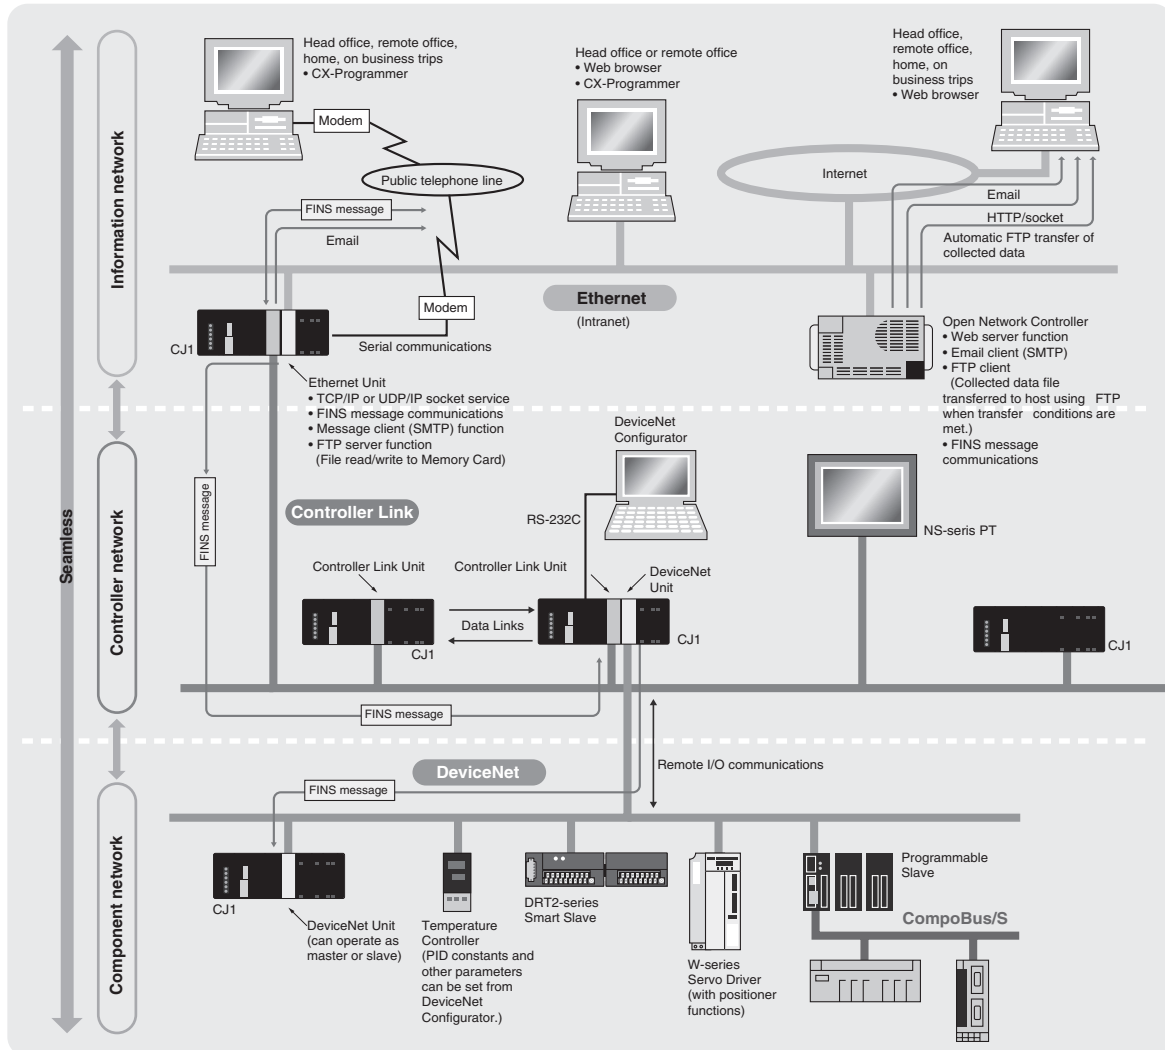 Seamless
Information network
Controller network
Component network
Head office, remote office,
home, on business trips
• CX-Programmer
Modem
Public telephone line
FINS message
Email
Modem
Serial communications
CJ1
Head office or remote office
• Web browser
• CX-Programmer
Head office,
remote office,
home, on
business trips
• Web browser
Internet
Email
HTTP/socket
Automatic FTP transfer of
collected data
Ethernet
(Intranet)
Ethernet Unit
• TCP/IP or UDP/IP socket service
• FINS message communications
• Message client (SMTP) function
• FTP server function
(File read/write to Memory Card)
Open Network Controller
• Web server function
• Email client (SMTP)
• FTP client
(Collected data file
transferred to host using FTP
when transfer conditions are
met.)
• FINS message
communications
DeviceNet
Configurator
RS-232C
FINS message
Controller Link
NS-seris PT
Controller Link Unit
Controller Link Unit
DeviceNet
Unit
Data Links
CJ1
CJ1
CJ1
FINS message
Remote I/O communications
DeviceNet
FINS message
CJ1
DeviceNet Unit
(can operate as
master or slave)
Temperature
Controller
(PID constants and
other parameters
can be set from
DeviceNet
Configurator.)
DRT2-series
Smart Slave
W-series
Servo Driver
(with positioner
functions)
Programmable
Slave
CompoBus/S